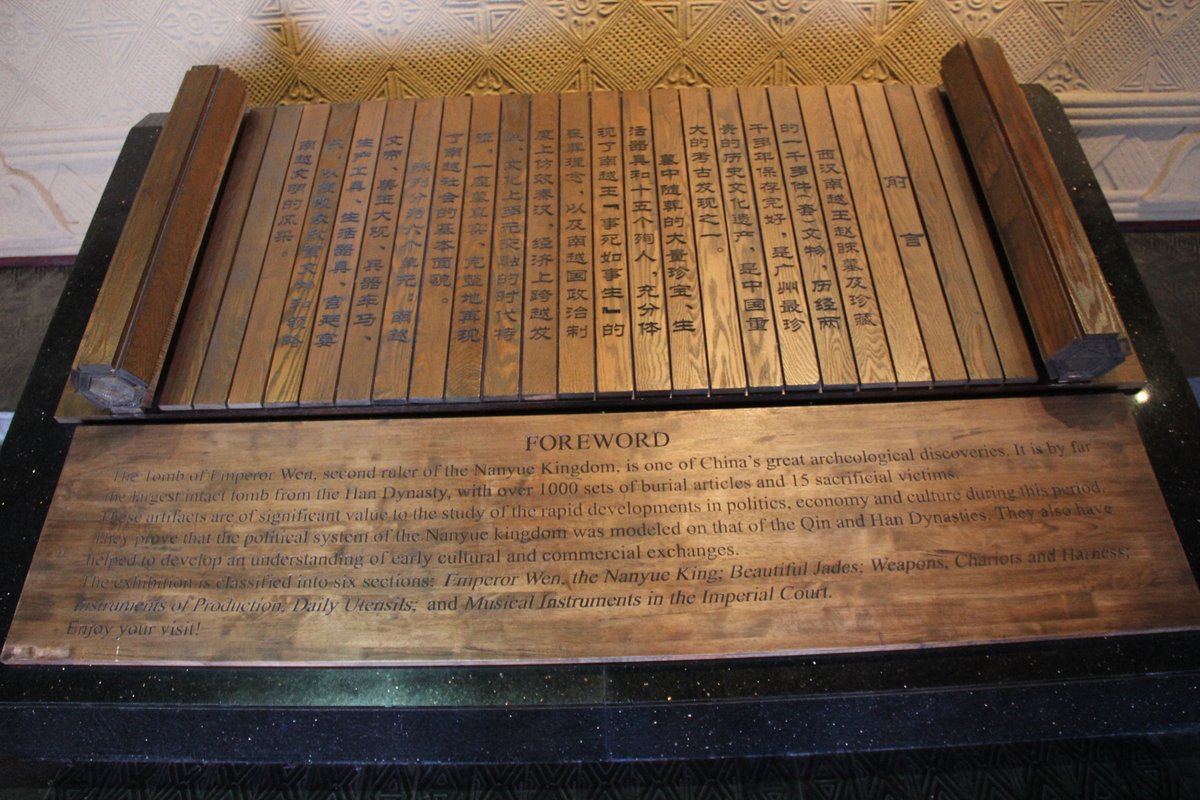 前言
西汉南越王赵眜墓及珍藏
的一千多件(套)文物,历经两
千多年保存完好,是广州最珍
贵的历史文化遗产,是中国重
大的考古发现之一。
墓中随葬的大量珍宝、生
活器具和十五个殉人,充分体
现了南越王『事死如事生』的
丧葬理念,以及南越国政治制
度上仿效秦汉,经济上跨越发
展,文化上多元交融的时代特
征,一座墓真实、完整地再现
了南越社会的基本面貌。
陈列分为六个单元:南越
文帝、美玉大观、兵器车马、
生产工具、生活器具、宫廷宴
乐,以文物和领略
南越文明的风采。
FOREWORD
The Tomb of Emperor Wen, second ruler of the Nanyue Kingdom, is one of China's great archeological discoveries. It is by far
the largest intact tomb from the Han Dynasty, with over 1000 sets of burial articles and 15 sacrificial victims.
These artifacts are of significant value to the study of the rapid developments in politics, economy and culture during this period.
They prove that the political system of the Nanyue kingdom was modeled on that of the Qin and Han Dynasties. They also have
helped to develop an understanding of early cultural and commercial exchanges.
The exhibition is classified into six sections: Emperor Wen, the Nanyue King; Beautiful Jades; Weapons, Chariots and Harness;
Instruments of Production, Daily Utensils; and Musical Instruments in the Imperial Court.
Enjoy your visit!